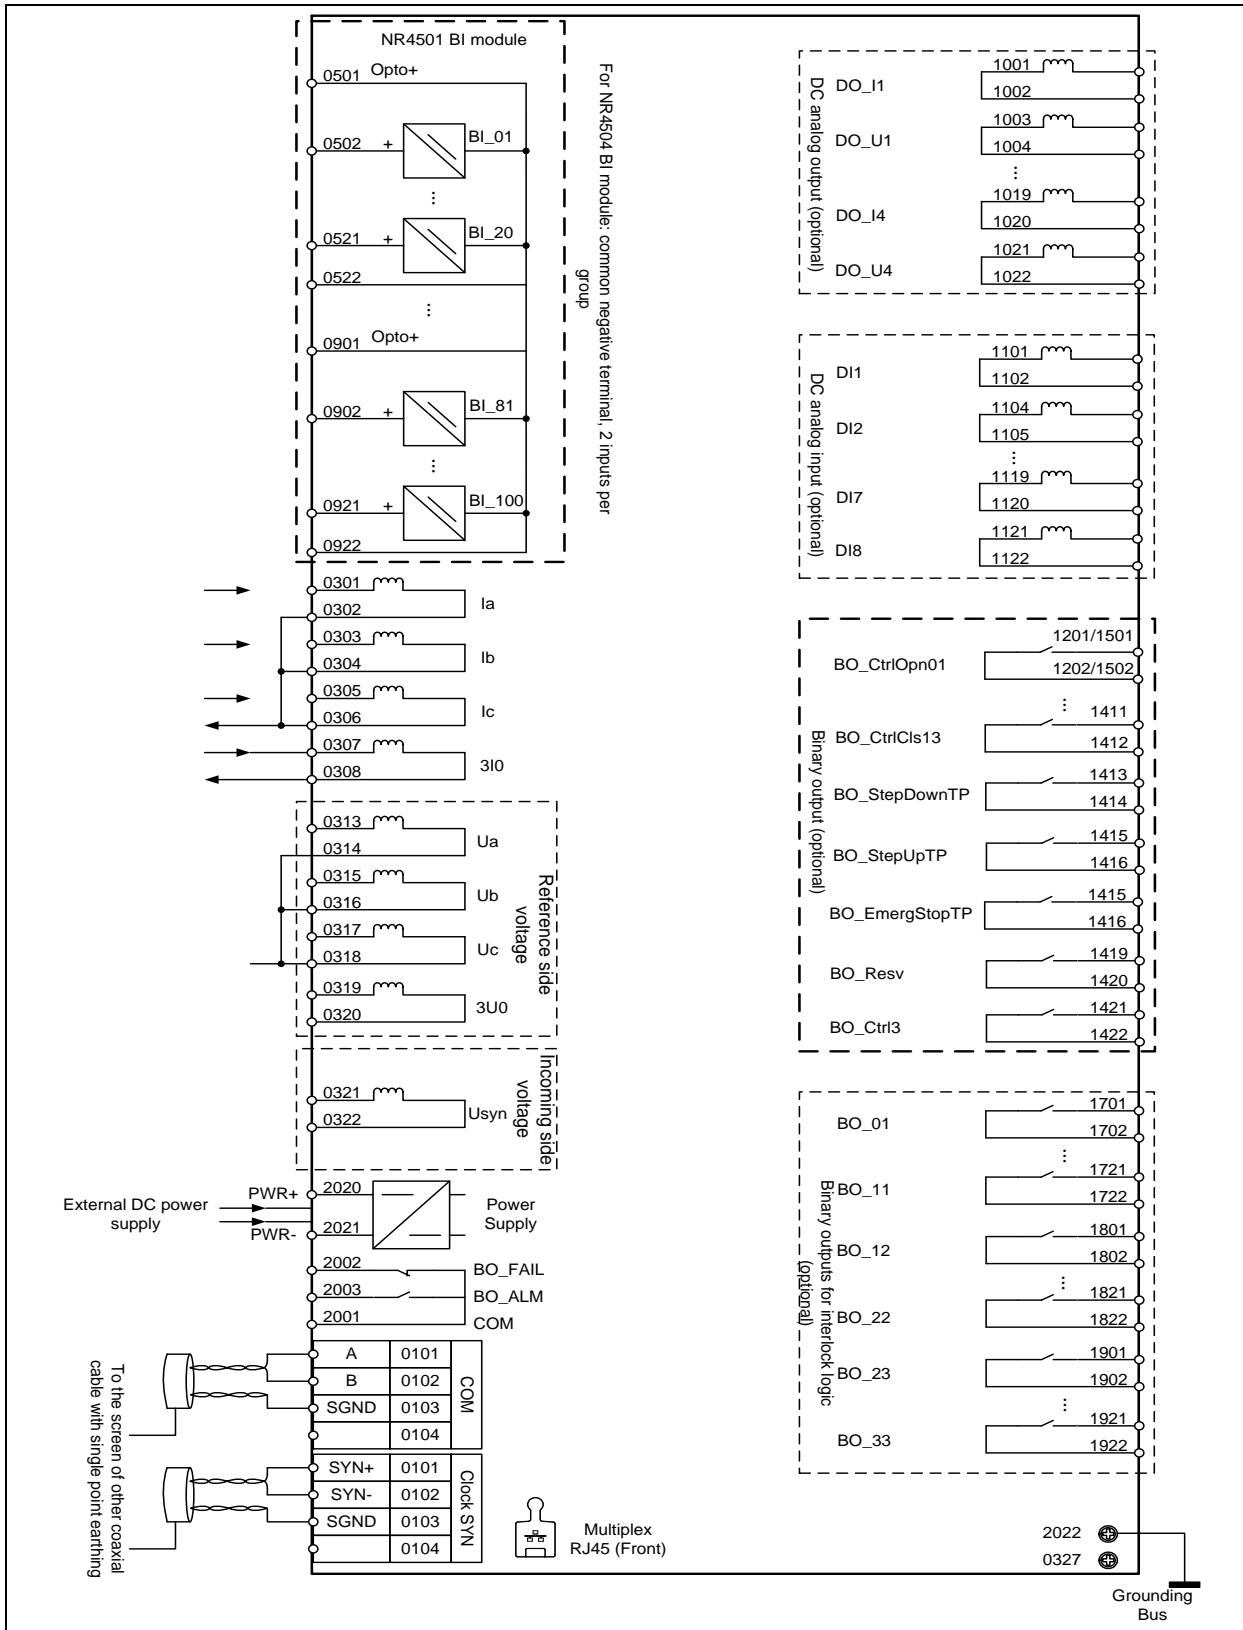 NR4501 BI module
0501 Opto+
0502 + BI_01
...
0521 + BI_20
0522
...
0901 Opto+
0902 + BI_81
...
0921 + BI_100
0922
For NR4504 BI module: common negative terminal, 2 inputs per
group
0301
0302
Ia
0303
0304
Ib
0305
0306
Ic
0307
0308
3I0
0313
0314
Ua
0315
0316
Ub
0317
0318
Uc
0319
0320
3U0
Reference side
voltage
0321
0322
Usyn
Incoming side
voltage
External DC power
supply
PWR+ 2020
PWR- 2021
Power
Supply
2002 BO_FAIL
2003 BO_ALM
2001 COM
A 0101
B 0102
SGND 0103
0104
COM
SYN+ 0101
SYN- 0102
SGND 0103
0104
Clock SYN
To the screen of other coaxial
cable with single point earthing
Multiplex
RJ45 (Front)
DC analog output (optional)
DO_I1
1001
1002
DO_U1
1003
1004
...
DO_I4
1019
1020
DO_U4
1021
1022
DC analog input (optional)
DI1
1101
1102
DI2
1104
1105
...
DI7
1119
1120
DI8
1121
1122
Binary output (optional)
BO_CtrlOpn01
1201/1501
1202/1502
...
BO_CtrlCls13
1411
1412
BO_StepDownTP
1413
1414
BO_StepUpTP
1415
1416
BO_EmergStopTP
1415
1416
BO_Resv
1419
1420
BO_Ctrl3
1421
1422
Binary outputs for interlock logic
(optional)
BO_01
1701
1702
...
BO_11
1721
1722
BO_12
1801
1802
...
BO_22
1821
1822
BO_23
1901
1902
...
BO_33
1921
1922
2022
0327
Grounding
Bus